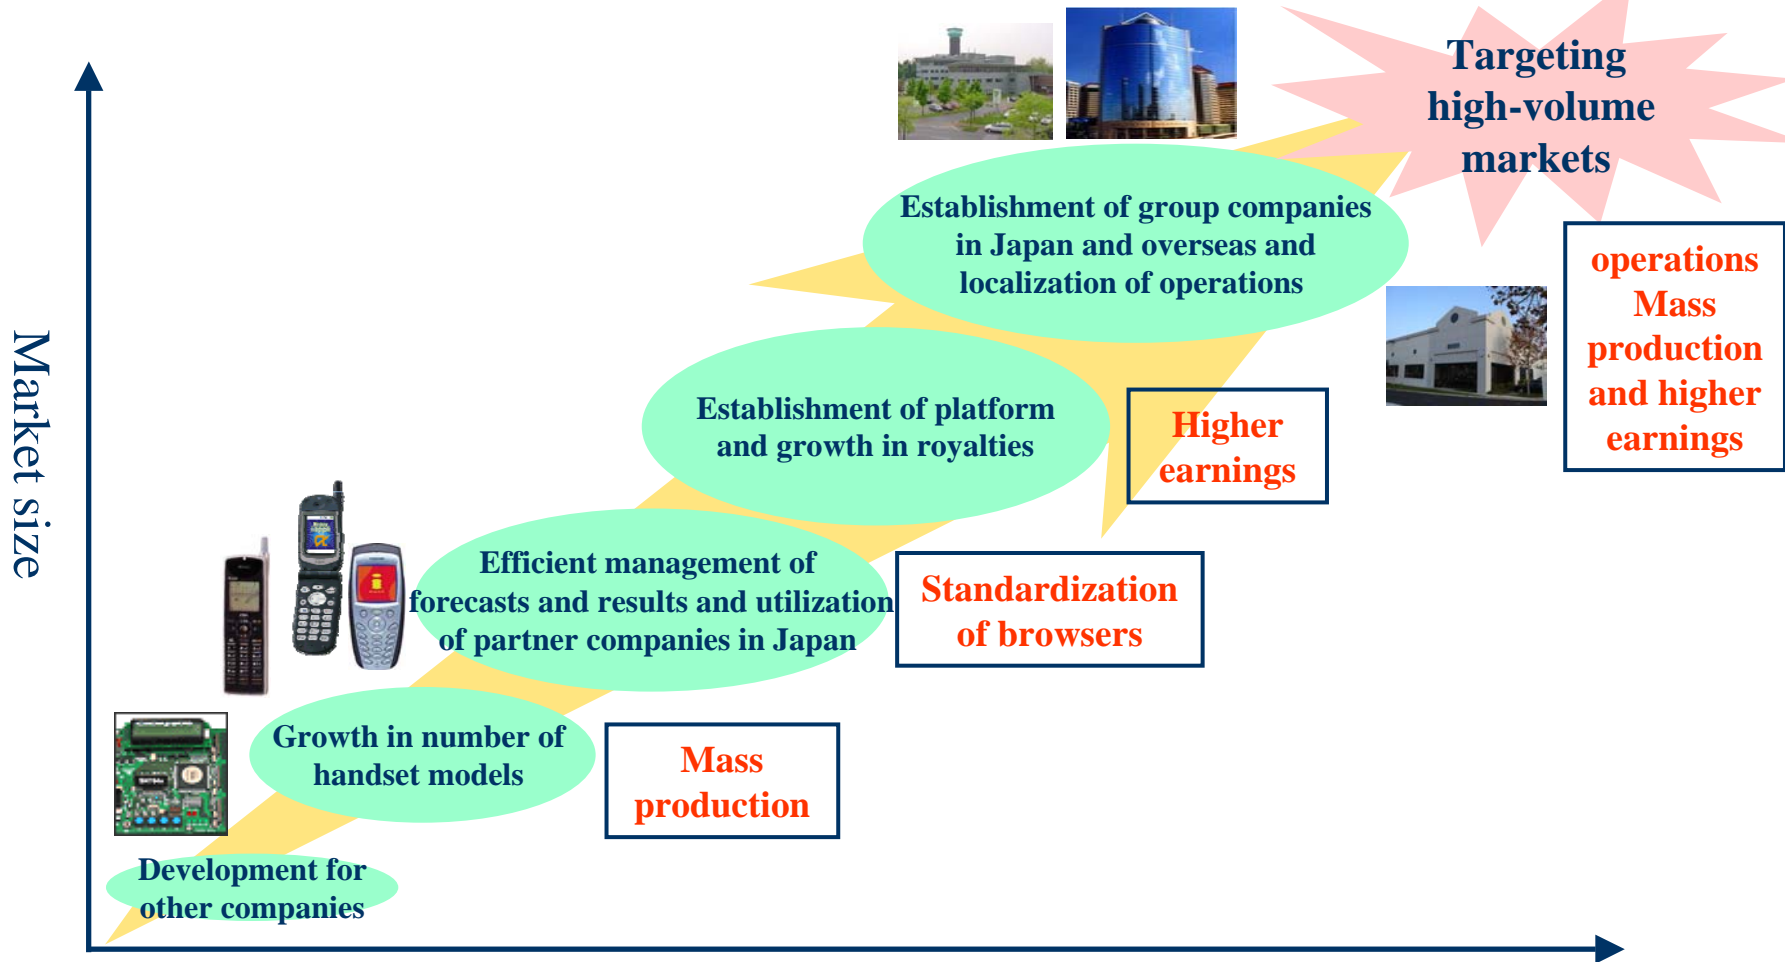 Targeting
high-volume
markets
Establishment of group companies
in Japan and overseas and
localization of operations
operations
Mass
production
and higher
earnings
Market size
Establishment of platform
and growth in royalties
Higher
earnings
Efficient management of
forecasts and results and utilization
of partner companies in Japan
Standardization
of browsers
Growth in number of
handset models
Mass
production
Development for
other companies